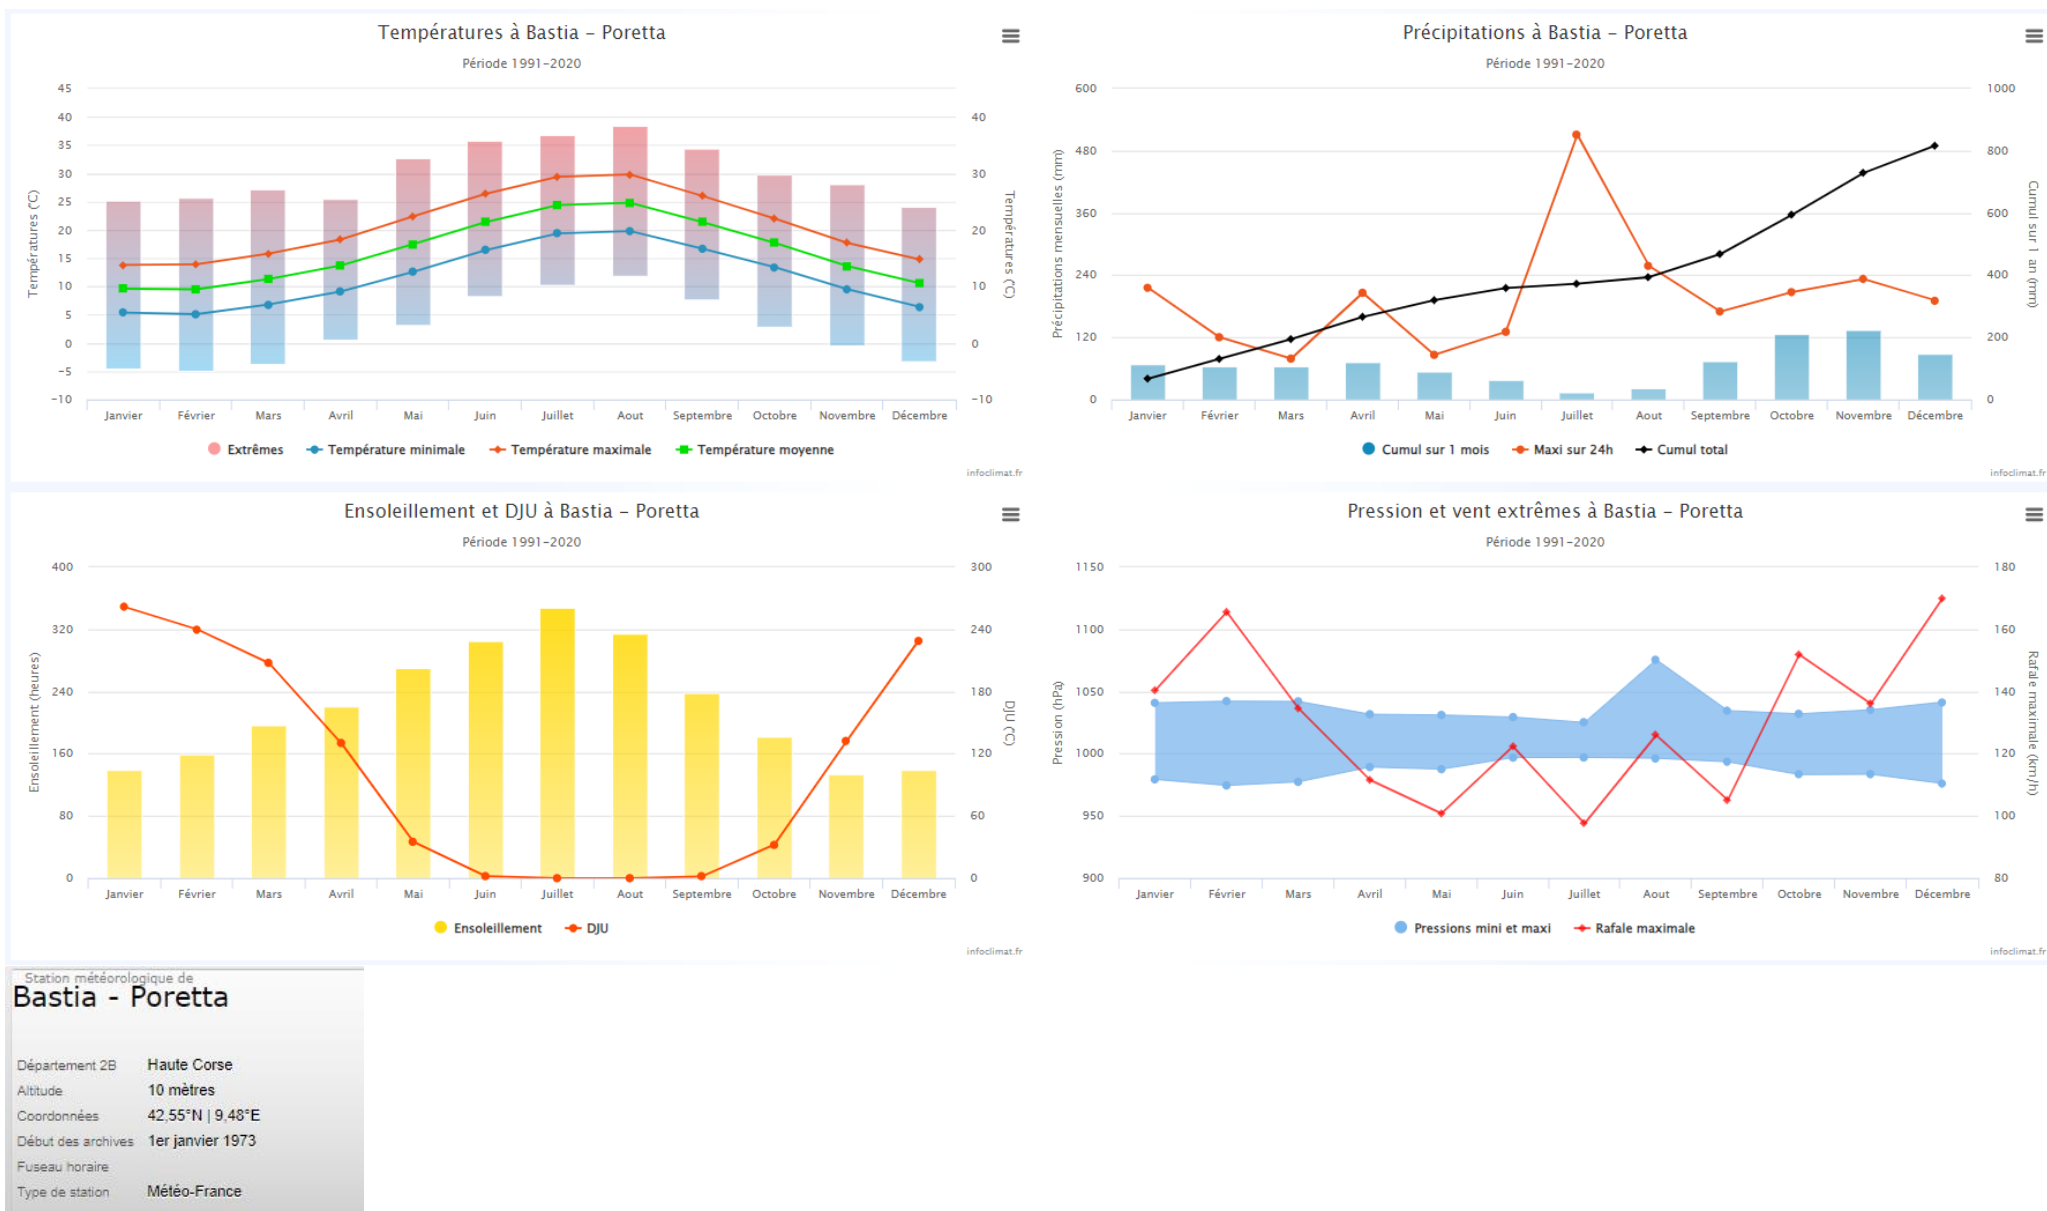 Températures à Bastia – Poretta
Période 1991–2020
Températures (°C)
45
40
35
30
25
20
15
10
5
0
−5
−10
40
30
20
10
0
−10
Températures (°C)
Janvier Février Mars Avril Mai Juin Juillet Aout Septembre Octobre Novembre Décembre
Extrêmes Température minimale Température maximale Température moyenne
infoclimat.fr
Précipitations à Bastia – Poretta
Période 1991–2020
Précipitations mensuelles (mm)
600
480
360
240
120
0
1000
800
600
400
200
0
Cumul sur 1 an (mm)
Janvier Février Mars Avril Mai Juin Juillet Aout Septembre Octobre Novembre Décembre
Cumul sur 1 mois Maxi sur 24h Cumul total
infoclimat.fr
Ensoleillement et DJU à Bastia – Poretta
Période 1991–2020
Ensoleillement (heures)
400
320
240
160
80
0
300
240
180
120
60
0
DJU (°C)
Janvier Février Mars Avril Mai Juin Juillet Aout Septembre Octobre Novembre Décembre
Ensoleillement DJU
infoclimat.fr
Pression et vent extrêmes à Bastia – Poretta
Période 1991–2020
Pression (hPa)
1150
1100
1050
1000
950
900
180
160
140
120
100
80
Rafale maximale (km/h)
Janvier Février Mars Avril Mai Juin Juillet Aout Septembre Octobre Novembre Décembre
Pressions mini et maxi Rafale maximale
infoclimat.fr
Station météorologique de
Bastia - Poretta
Département 2B Haute Corse
Altitude 10 mètres
Coordonnées 42,55°N | 9,48°E
Début des archives 1er janvier 1973
Fuseau horaire
Type de station Météo-France